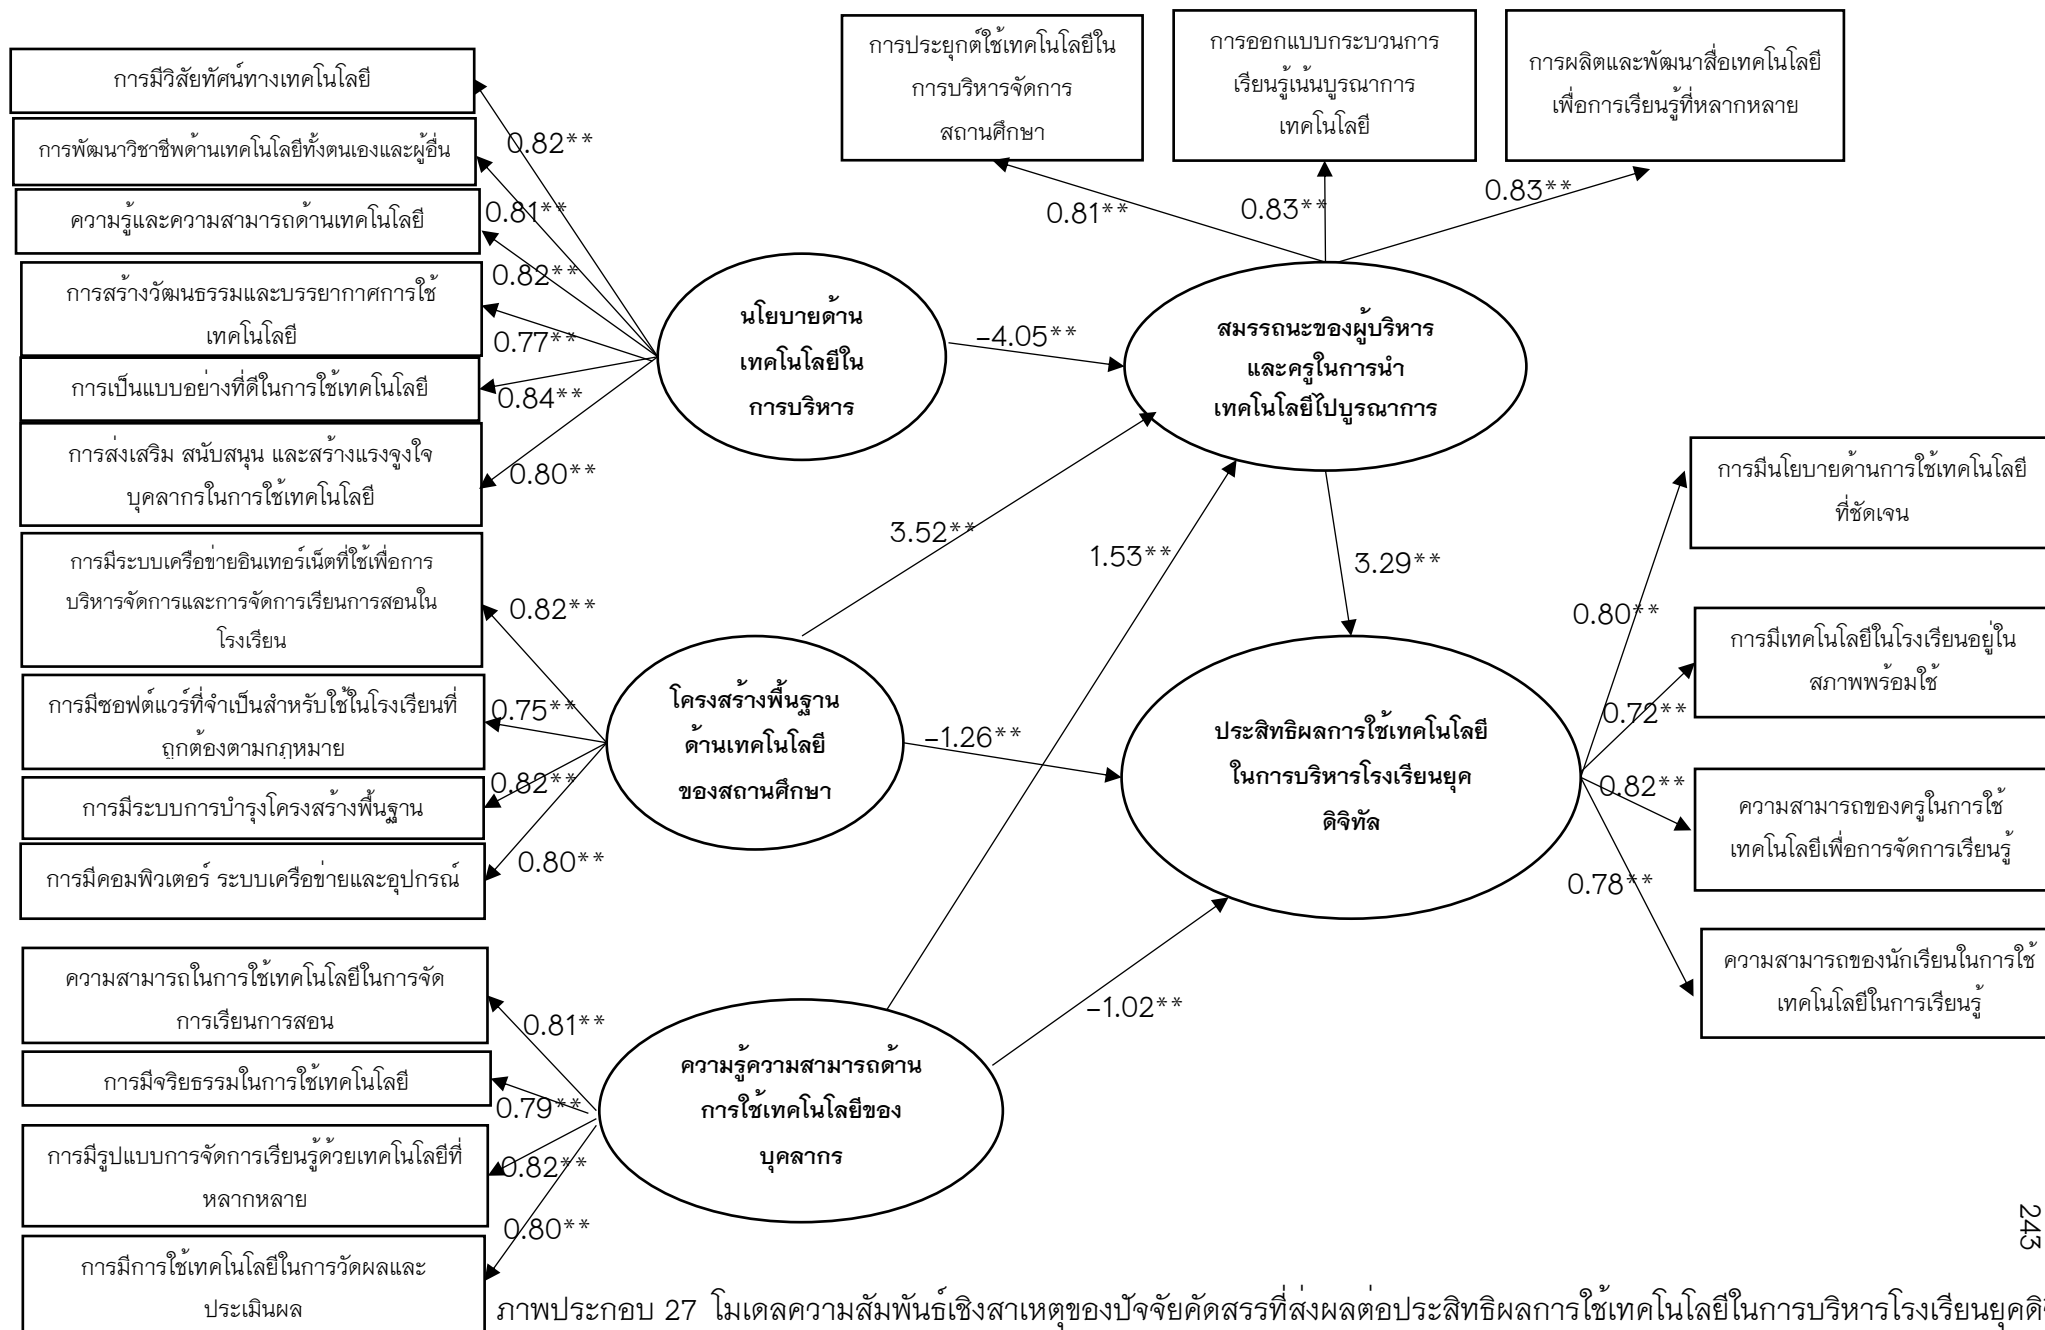 การมีวิสัยทัศน์ทางเทคโนโลยี
การพัฒนาวิชาชีพด้านเทคโนโลยีทั้งตนเองและผู้อื่น
ความรู้และความสามารถด้านเทคโนโลยี
การสร้างวัฒนธรรมและบรรยากาศการใช้
เทคโนโลยี
การเป็นแบบอย่างที่ดีในการใช้เทคโนโลยี
การส่งเสริม สนับสนุน และสร้างแรงจูงใจ
บุคลากรในการใช้เทคโนโลยี
0.82**
0.81**
0.82**
0.77**
0.84**
0.80**
นโยบายด้าน
เทคโนโลยีใน
การบริหาร
การประยุกต์ใช้เทคโนโลยีใน
การบริหารจัดการ
สถานศึกษา
การออกแบบกระบวนการ
เรียนรู้เน้นบูรณาการ
เทคโนโลยี
การผลิตและพัฒนาสื่อเทคโนโลยี
เพื่อการเรียนรู้ที่หลากหลาย
0.81**
0.83**
0.83**
-4.05**
สมรรถนะของผู้บริหาร
และครูในการนำ
เทคโนโลยีไปบูรณาการ
3.52**
1.53**
3.29**
การมีระบบเครือข่ายอินเทอร์เน็ตที่ใช้เพื่อการ
บริหารจัดการและการจัดการเรียนการสอนใน
โรงเรียน
การมีซอฟต์แวร์ที่จำเป็นสำหรับใช้ในโรงเรียนที่
ถูกต้องตามกฎหมาย
การมีระบบการบำรุงโครงสร้างพื้นฐาน
การมีคอมพิวเตอร์ ระบบเครือข่ายและอุปกรณ์
0.82**
0.75**
0.82**
0.80**
โครงสร้างพื้นฐาน
ด้านเทคโนโลยี
ของสถานศึกษา
-1.26**
ประสิทธิผลการใช้เทคโนโลยี
ในการบริหารโรงเรียนยุค
ดิจิทัล
0.80**
0.72**
0.82**
0.78**
การมีนโยบายด้านการใช้เทคโนโลยี
ที่ชัดเจน
การมีเทคโนโลยีในโรงเรียนอยู่ใน
สภาพพร้อมใช้
ความสามารถของครูในการใช้
เทคโนโลยีเพื่อการจัดการเรียนรู้
ความสามารถของนักเรียนในการใช้
เทคโนโลยีในการเรียนรู้
ความสามารถในการใช้เทคโนโลยีในการจัด
การเรียนการสอน
การมีจริยธรรมในการใช้เทคโนโลยี
การมีรูปแบบการจัดการเรียนรู้ด้วยเทคโนโลยีที่
หลากหลาย
การมีการใช้เทคโนโลยีในการวัดผลและ
ประเมินผล
0.81**
0.79**
0.82**
0.80**
ความรู้ความสามารถด้าน
การใช้เทคโนโลยีของ
บุคลากร
-1.02**
243
ภาพประกอบ 27 โมเดลความสัมพันธ์เชิงสาเหตุของปัจจัยคัดสรรที่ส่งผลต่อประสิทธิผลการใช้เทคโนโลยีในการบริหารโรงเรียนยุคดิ